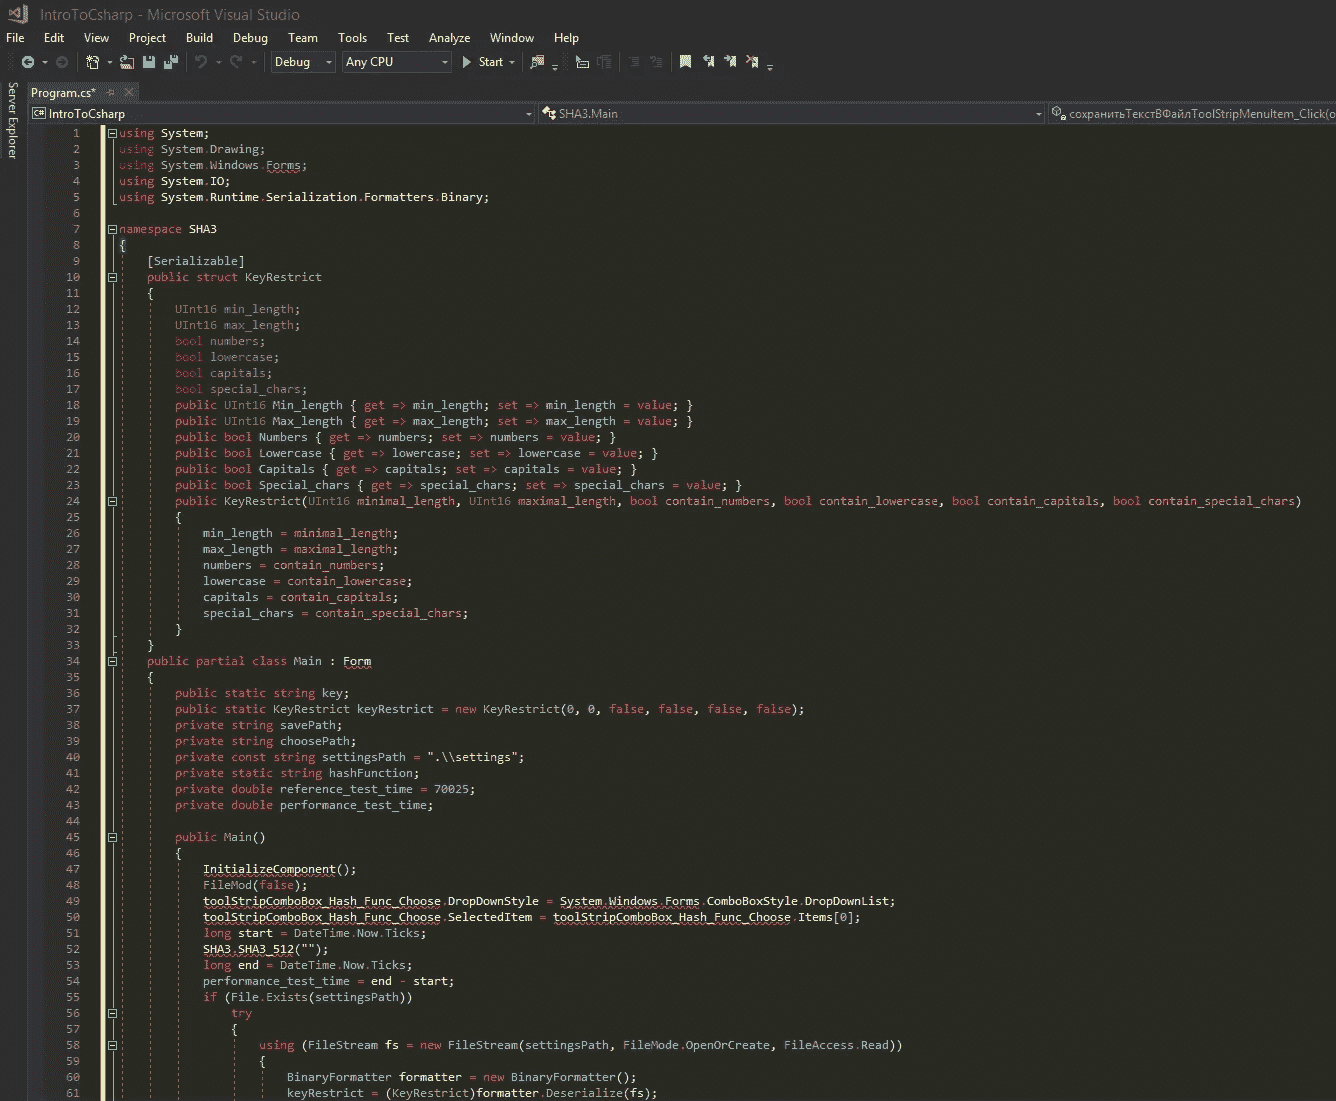 IntroToCsharp - Microsoft Visual Studio
File Edit View Project Build Debug Team Tools Test Analyze Window Help
Debug Any CPU Start
Server Explorer
Program.cs*
C# IntroToCsharp SHA3.Main сохранитьТекстВФайлToolStripMenuItem_Click(o
1 using System;
2 using System.Drawing;
3 using System.Windows.Forms;
4 using System.IO;
5 using System.Runtime.Serialization.Formatters.Binary;
6
7 namespace SHA3
8 {
9 [Serializable]
10 public struct KeyRestrict
11 {
12 UInt16 min_length;
13 UInt16 max_length;
14 bool numbers;
15 bool lowercase;
16 bool capitals;
17 bool special_chars;
18 public UInt16 Min_length { get => min_length; set => min_length = value; }
19 public UInt16 Max_length { get => max_length; set => max_length = value; }
20 public bool Numbers { get => numbers; set => numbers = value; }
21 public bool Lowercase { get => lowercase; set => lowercase = value; }
22 public bool Capitals { get => capitals; set => capitals = value; }
23 public bool Special_chars { get => special_chars; set => special_chars = value; }
24 public KeyRestrict(UInt16 minimal_length, UInt16 maximal_length, bool contain_numbers, bool contain_lowercase, bool contain_capitals, bool contain_special_chars)
25 {
26 min_length = minimal_length;
27 max_length = maximal_length;
28 numbers = contain_numbers;
29 lowercase = contain_lowercase;
30 capitals = contain_capitals;
31 special_chars = contain_special_chars;
32 }
33 }
34 public partial class Main : Form
35 {
36 public static string key;
37 public static KeyRestrict keyRestrict = new KeyRestrict(0, 0, false, false, false, false);
38 private string savePath;
39 private string choosePath;
40 private const string settingsPath = ".\\settings";
41 private static string hashFunction;
42 private double reference_test_time = 70025;
43 private double performance_test_time;
44
45 public Main()
46 {
47 InitializeComponent();
48 FileMod(false);
49 toolStripComboBox_Hash_Func_Choose.DropDownStyle = System.Windows.Forms.ComboBoxStyle.DropDownList;
50 toolStripComboBox_Hash_Func_Choose.SelectedItem = toolStripComboBox_Hash_Func_Choose.Items[0];
51 long start = DateTime.Now.Ticks;
52 SHA3.SHA3_512("");
53 long end = DateTime.Now.Ticks;
54 performance_test_time = end - start;
55 if (File.Exists(settingsPath))
56 try
57 {
58 using (FileStream fs = new FileStream(settingsPath, FileMode.OpenOrCreate, FileAccess.Read))
59 {
60 BinaryFormatter formatter = new BinaryFormatter();
61 keyRestrict = (KeyRestrict)formatter.Deserialize(fs);